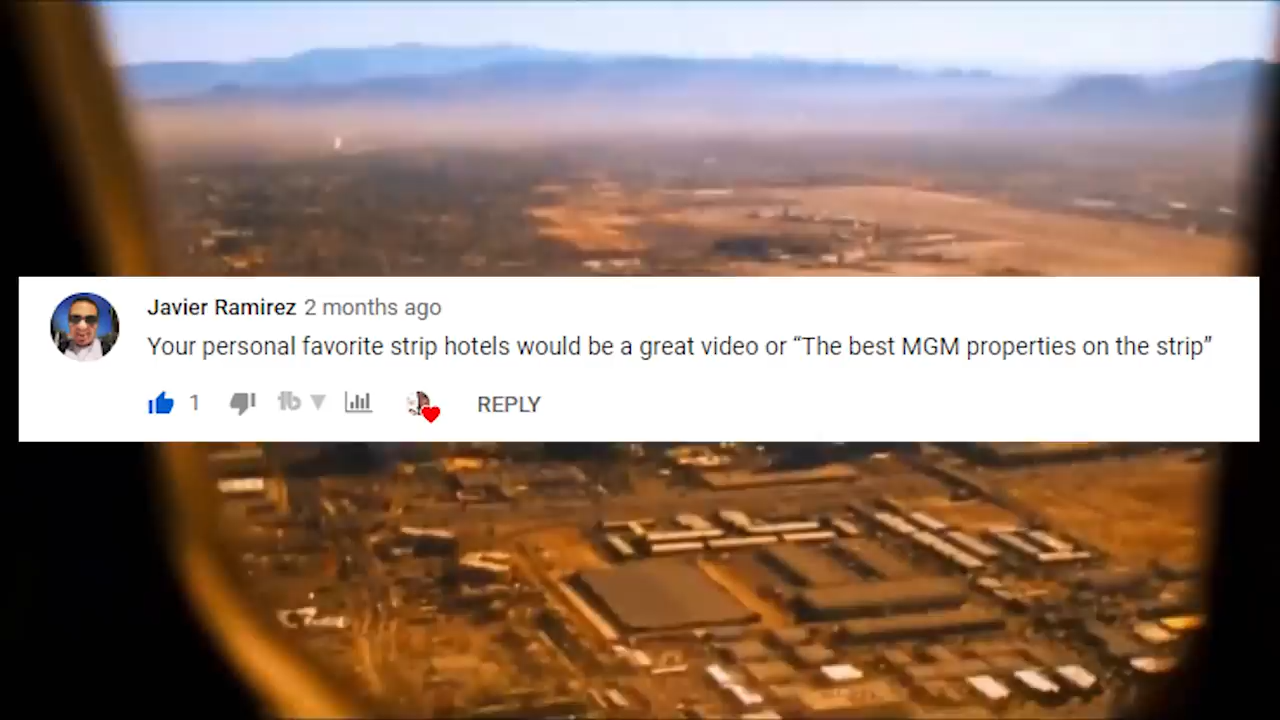 Javier Ramirez 2 months ago
Your personal favorite strip hotels would be a great video or “The best MGM properties on the strip”
1 tb REPLY